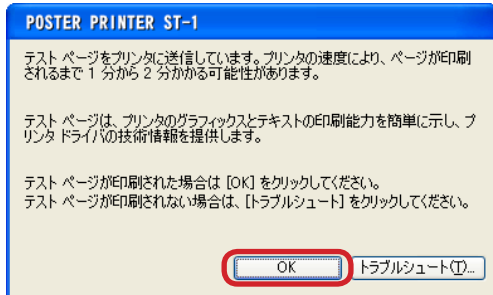 POSTER PRINTER ST-1
テスト ページをプリンタに送信しています。プリンタの速度により、ページが印刷
されるまで 1 分から 2 分かかる可能性があります。
テスト ページは、プリンタのグラフィックスとテキストの印刷能力を簡単に示し、プ
リンタ ドライバの技術情報を提供します。
テスト ページが印刷された場合は [OK] をクリックしてください。
テスト ページが印刷されない場合は、[トラブルシュート] をクリックしてください。
OK
トラブルシュート(T)...